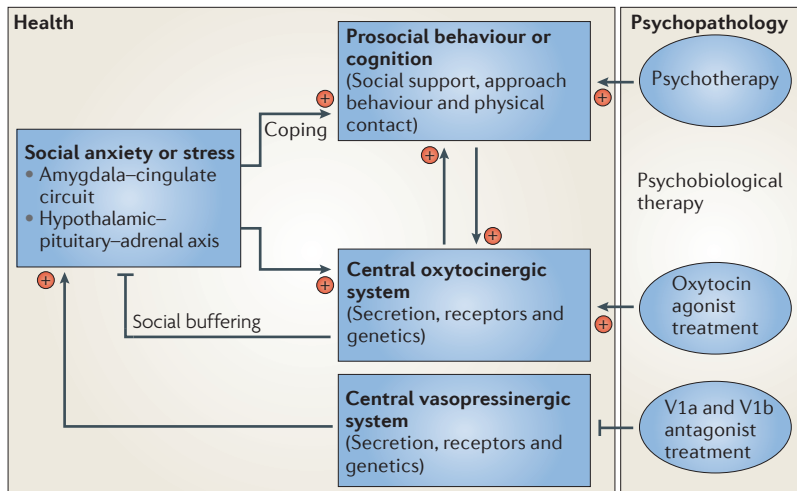 Health
Psychopathology
Prosocial behaviour or
cognition
(Social support, approach
behaviour and physical
contact)
+
Psychotherapy
+
Coping
Social anxiety or stress
• Amygdala–cingulate
circuit
• Hypothalamic–
pituitary–adrenal axis
+
+
Psychobiological
therapy
+
+
Central oxytocinergic
system
(Secretion, receptors and
genetics)
Oxytocin
agonist
treatment
+
Social buffering
Central vasopressinergic
system
(Secretion, receptors and
genetics)
V1a and V1b
antagonist
treatment